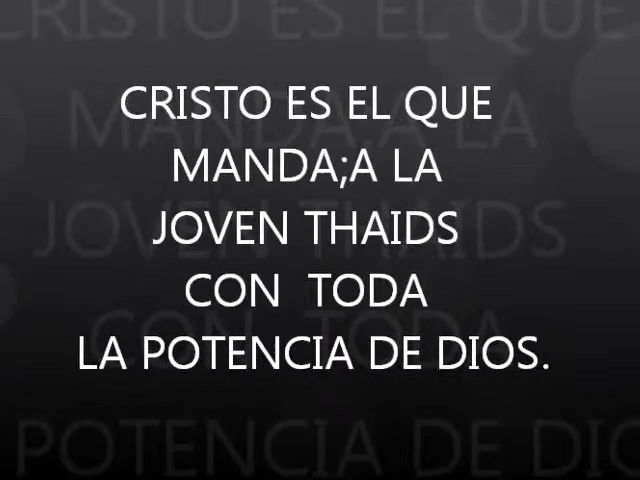 CRISTO ES EL QUE
MANDA;A LA
JOVEN THAIDS
CON  TODA
LA POTENCIA DE DIOS.